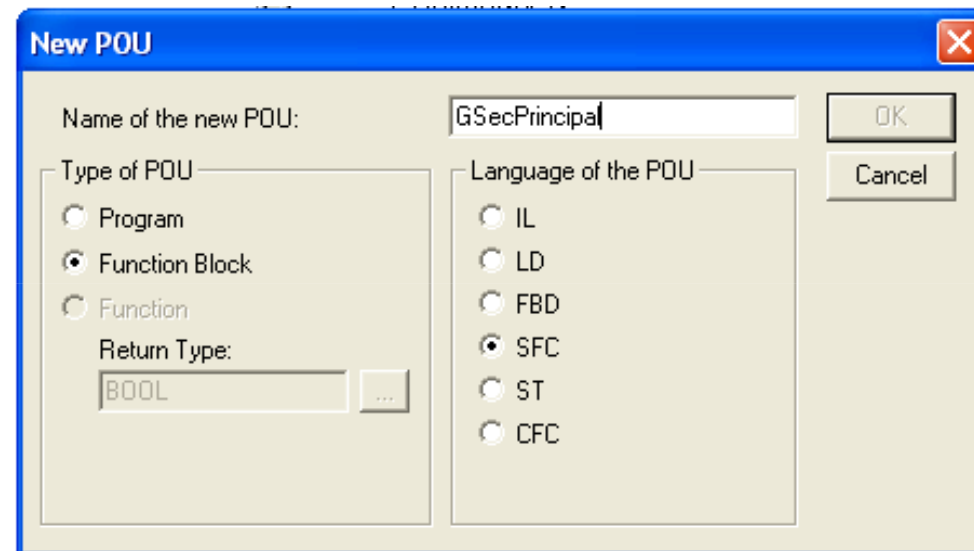 New POU
Name of the new POU:
GSecPrincipal
OK
Cancel
Type of POU
Program
Function Block
Function
Return Type:
BOOL
...
Language of the POU
IL
LD
FBD
SFC
ST
CFC